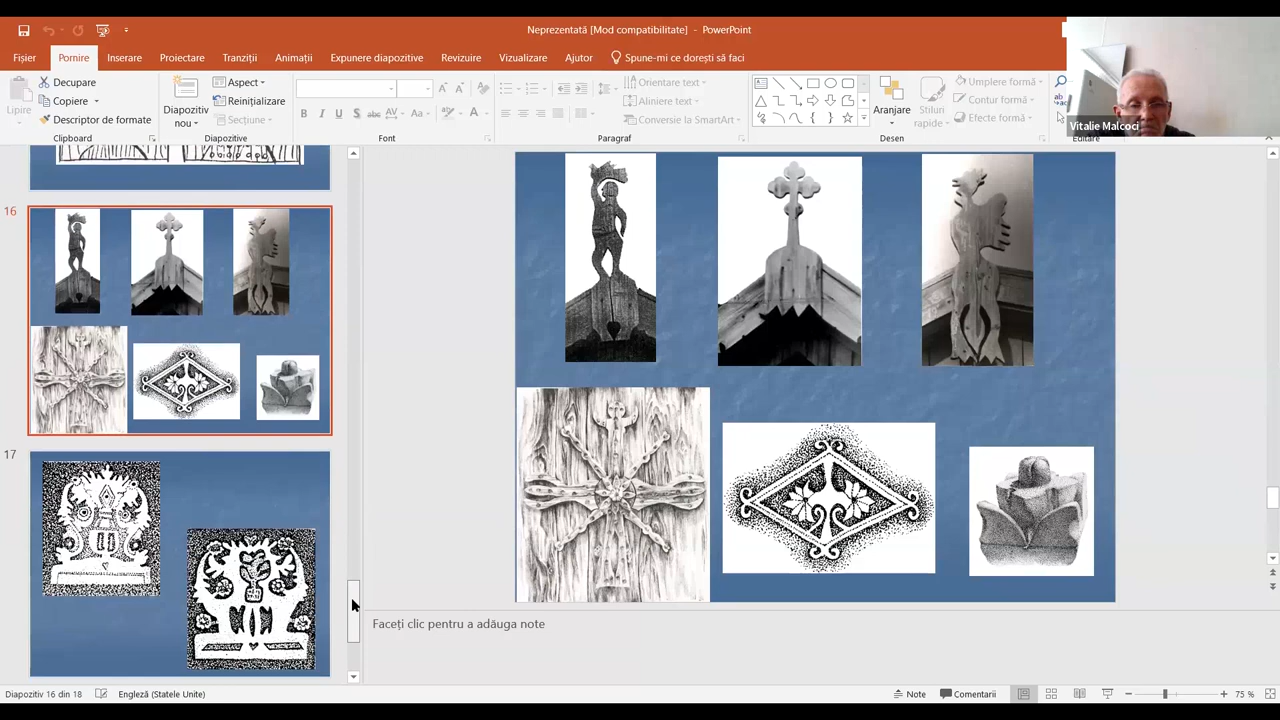 Neprezentată [Mod compatibilitate] - PowerPoint
Fișier Pornire Inserare Proiectare Tranziții Animații Expunere diapozitive Revizuire Vizualizare Ajutor Spune-mi ce dorești să faci
Lipire
Decupare
Copiere
Descriptor de formate
Clipboard
Diapozitiv nou
Aspect
Reinițializare
Secțiune
Diapozitive
B I U S abc AV Aa A
Font
Orientare text
Aliniere text
Conversie la SmartArt
Paragraf
Aranjare
Stiluri rapide
Umplere formă
Contur formă
Efecte formă
Desen
Editare
Vitalie Malcoci
16
17
Faceți clic pentru a adăuga note
Diapozitiv 16 din 18 Engleză (Statele Unite) Note Comentarii 75 %